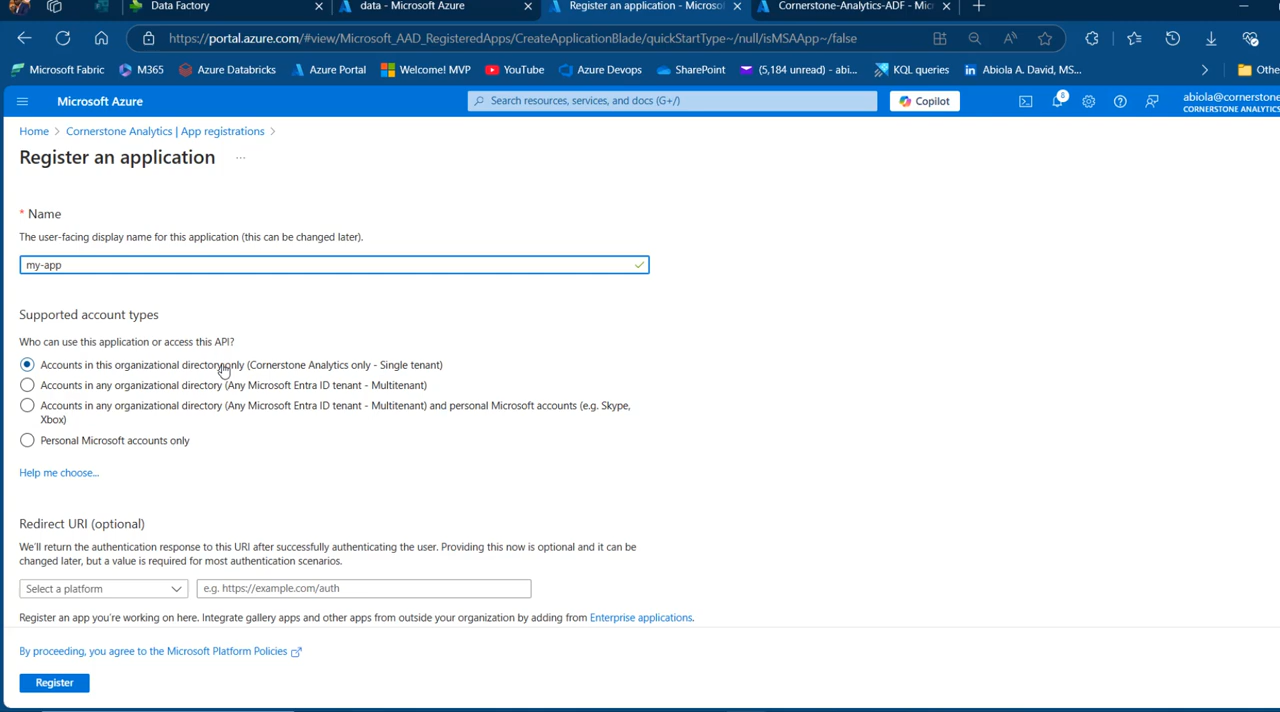 Data Factory
data - Microsoft Azure
Register an application - Microsof
Cornerstone-Analytics-ADF - Mic
https://portal.azure.com/#view/Microsoft_AAD_RegisteredApps/CreateApplicationBlade/quickStartType~/null/isMSAApp~/false
Microsoft Fabric
M365
Azure Databricks
Azure Portal
Welcome! MVP
YouTube
Azure Devops
SharePoint
(5,184 unread) - abi...
KQL queries
Abiola A. David, MS...
Othe
Microsoft Azure
Search resources, services, and docs (G+/)
Copilot
8
abiola@cornerstone
CORNERSTONE ANALYTICS
Home > Cornerstone Analytics | App registrations >
Register an application ...
* Name
The user-facing display name for this application (this can be changed later).
my-app
Supported account types
Who can use this application or access this API?
Accounts in this organizational directory only (Cornerstone Analytics only - Single tenant)
Accounts in any organizational directory (Any Microsoft Entra ID tenant - Multitenant)
Accounts in any organizational directory (Any Microsoft Entra ID tenant - Multitenant) and personal Microsoft accounts (e.g. Skype,
Xbox)
Personal Microsoft accounts only
Help me choose...
Redirect URI (optional)
We'll return the authentication response to this URI after successfully authenticating the user. Providing this now is optional and it can be
changed later, but a value is required for most authentication scenarios.
Select a platform
e.g. https://example.com/auth
Register an app you're working on here. Integrate gallery apps and other apps from outside your organization by adding from Enterprise applications.
By proceeding, you agree to the Microsoft Platform Policies
Register